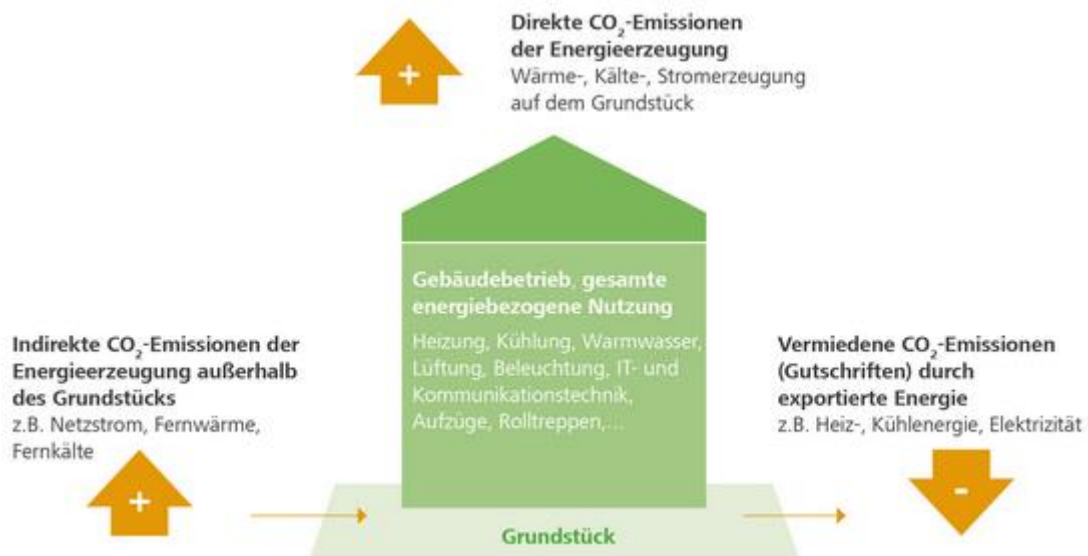 Direkte CO₂-Emissionen
der Energieerzeugung
Wärme-, Kälte-, Stromerzeugung
auf dem Grundstück
+
Gebäudebetrieb, gesamte
energiebezogene Nutzung
Heizung, Kühlung, Warmwasser,
Lüftung, Beleuchtung, IT- und
Kommunikationstechnik,
Aufzüge, Rolltreppen,...
Indirekte CO₂-Emissionen der
Energieerzeugung außerhalb
des Grundstücks
z.B. Netzstrom, Fernwärme,
Fernkälte
+
Vermiedene CO₂-Emissionen
(Gutschriften) durch
exportierte Energie
z.B. Heiz-, Kühlenergie, Elektrizität
-
Grundstück